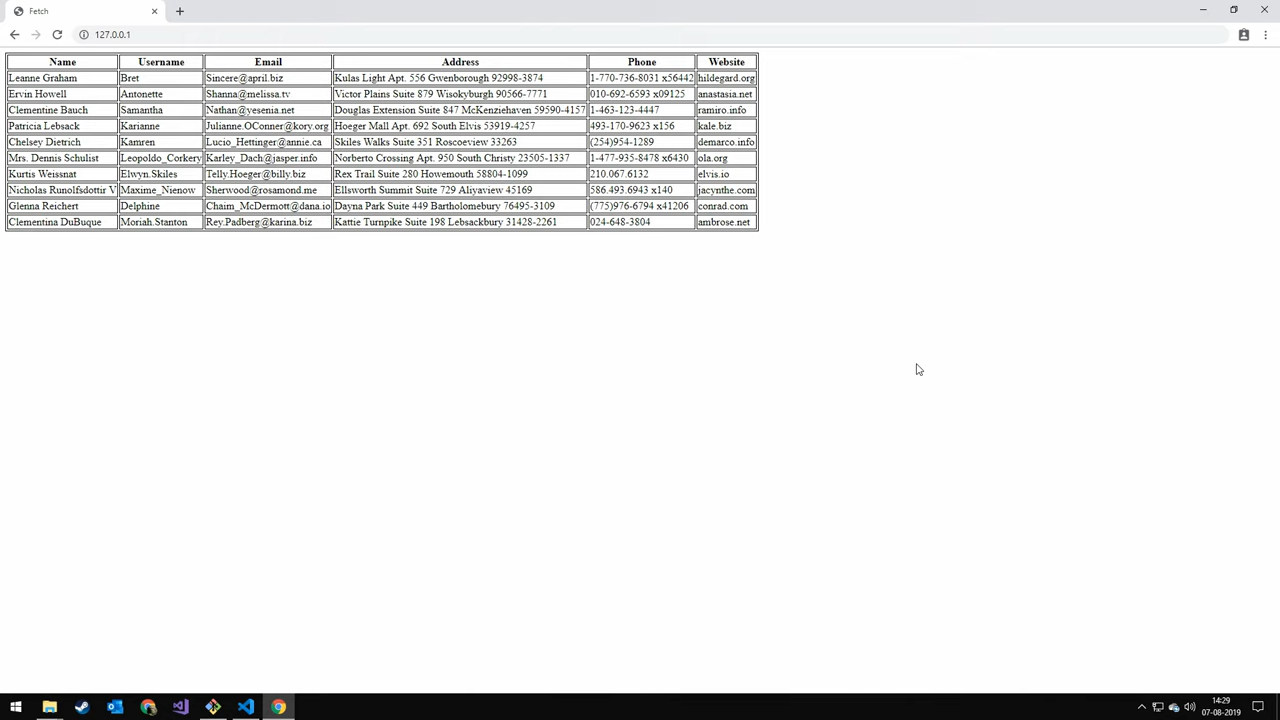 Fetch
127.0.0.1
Name Username Email Address Phone Website
Leanne Graham Bret Sincere@april.biz Kulas Light Apt. 556 Gwenborough 92998-3874 1-770-736-8031 x56442 hildegard.org
Ervin Howell Antonette Shanna@melissa.tv Victor Plains Suite 879 Wisokyburgh 90566-7771 010-692-6593 x09125 anastasia.net
Clementine Bauch Samantha Nathan@yesenia.net Douglas Extension Suite 847 McKenziehaven 59590-4157 1-463-123-4447 ramiro.info
Patricia Lebsack Karianne Julianne.OConner@kory.org Hoeger Mall Apt. 692 South Elvis 53919-4257 493-170-9623 x156 kale.biz
Chelsey Dietrich Kamren Lucio_Hettinger@annie.ca Skiles Walks Suite 351 Roscoeview 33263 (254)954-1289 demarco.info
Mrs. Dennis Schulist Leopoldo_Corkery Karley_Dach@jasper.info Norberto Crossing Apt. 950 South Christy 23505-1337 1-477-935-8478 x6430 ola.org
Kurtis Weissnat Elwyn.Skiles Telly.Hoeger@billy.biz Rex Trail Suite 280 Howemouth 58804-1099 210.067.6132 elvis.io
Nicholas Runolfsdottir V Maxime_Nienow Sherwood@rosamond.me Ellsworth Summit Suite 729 Aliyaview 45169 586.493.6943 x140 jacynthe.com
Glenna Reichert Delphine Chaim_McDermott@dana.io Dayna Park Suite 449 Bartholomebury 76495-3109 (775)976-6794 x41206 conrad.com
Clementina DuBuque Moriah.Stanton Rey.Padberg@karina.biz Kattie Turnpike Suite 198 Lebsackbury 31428-2261 024-648-3804 ambrose.net
14:29
07-08-2019